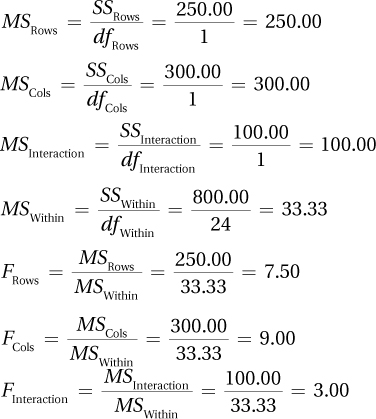 MS_Rows = SS_Rows / df_Rows = 250.00 / 1 = 250.00
MS_Cols = SS_Cols / df_Cols = 300.00 / 1 = 300.00
MS_Interaction = SS_Interaction / df_Interaction = 100.00 / 1 = 100.00
MS_Within = SS_Within / df_Within = 800.00 / 24 = 33.33
F_Rows = MS_Rows / MS_Within = 250.00 / 33.33 = 7.50
F_Cols = MS_Cols / MS_Within = 300.00 / 33.33 = 9.00
F_Interaction = MS_Interaction / MS_Within = 100.00 / 33.33 = 3.00